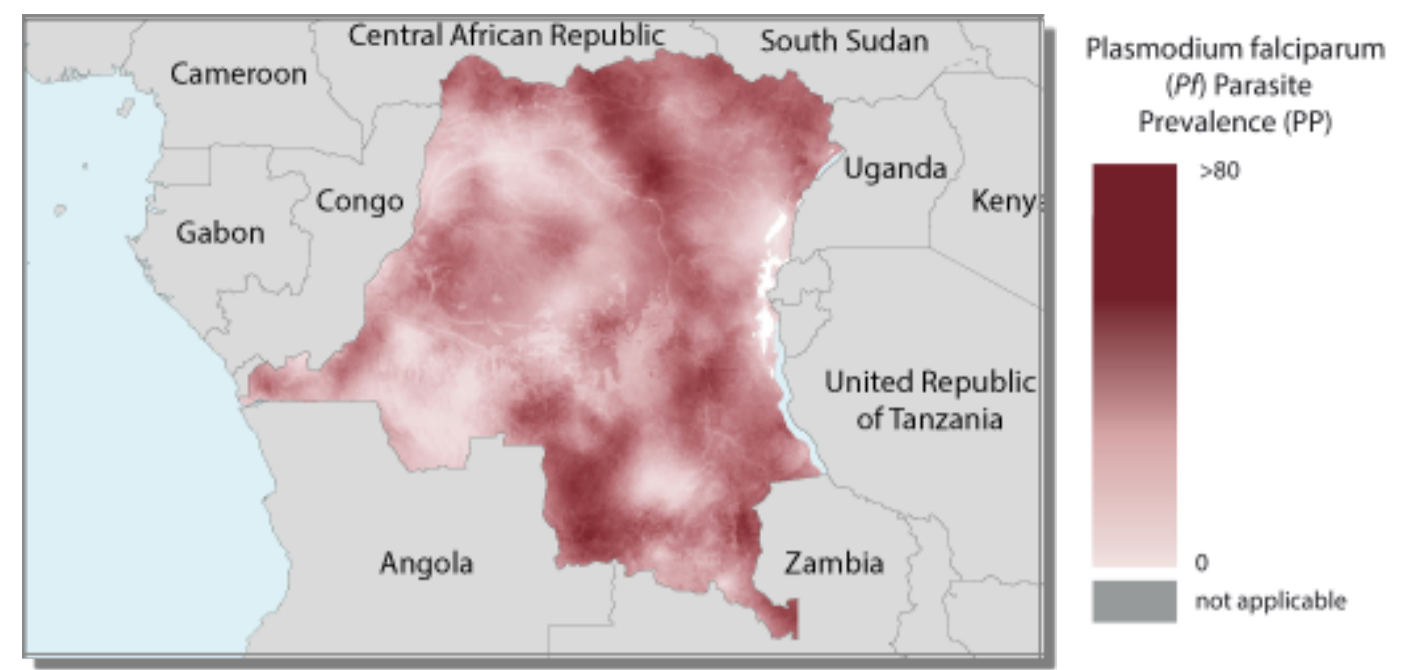 Central African Republic
South Sudan
Cameroon
Uganda
Congo
Keny
Gabon
United Republic
of Tanzania
Angola
Zambia
Plasmodium falciparum
(Pf) Parasite
Prevalence (PP)
>80
0
not applicable